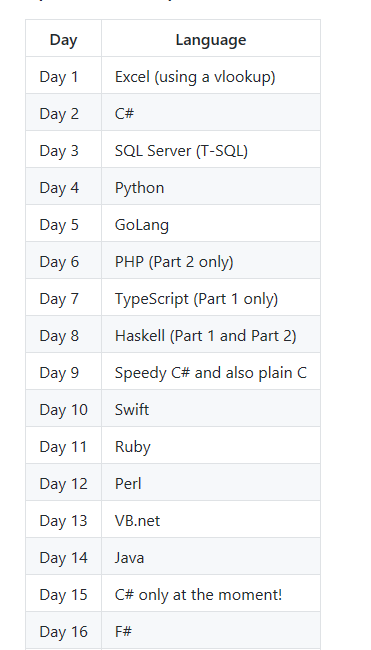 Day Language
Day 1 Excel (using a vlookup)
Day 2 C#
Day 3 SQL Server (T-SQL)
Day 4 Python
Day 5 GoLang
Day 6 PHP (Part 2 only)
Day 7 TypeScript (Part 1 only)
Day 8 Haskell (Part 1 and Part 2)
Day 9 Speedy C# and also plain C
Day 10 Swift
Day 11 Ruby
Day 12 Perl
Day 13 VB.net
Day 14 Java
Day 15 C# only at the moment!
Day 16 F#